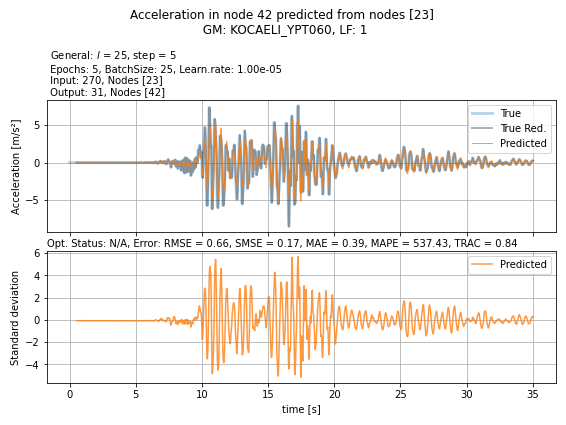 Acceleration in node 42 predicted from nodes [23]
GM: KOCAELI_YPT060, LF: 1
General: l = 25, step = 5
Epochs: 5, BatchSize: 25, Learn.rate: 1.00e-05
Input: 270, Nodes [23]
Output: 31, Nodes [42]
Acceleration [m/s²]
5
0
−5
True
True Red.
Predicted
Opt. Status: N/A, Error: RMSE = 0.66, SMSE = 0.17, MAE = 0.39, MAPE = 537.43, TRAC = 0.84
Standard deviation
6
4
2
0
−2
−4
Predicted
0 5 10 15 20 25 30 35
time [s]